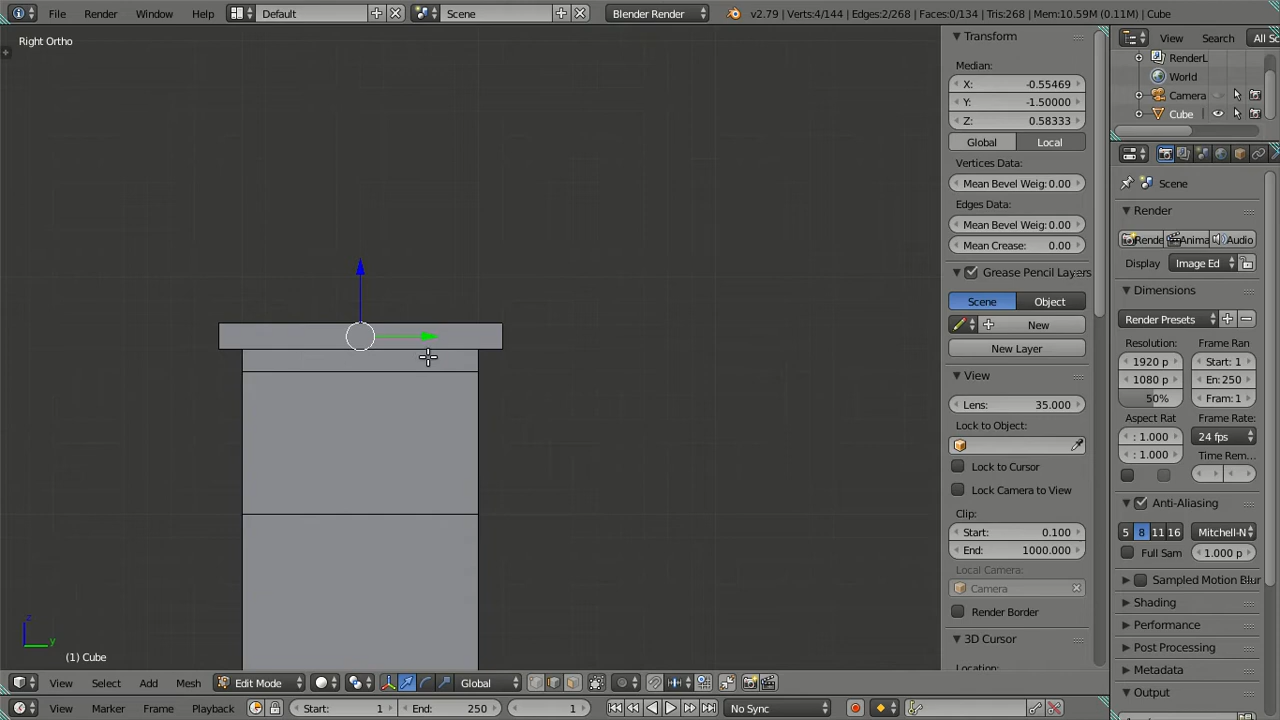 File Render Window Help Default Scene Blender Render v2.79 | Verts:4/144 | Edges:2/268 | Faces:0/134 | Tris:268 | Mem:10.59M (0.11M) | Cube
Right Ortho
Transform
Median:
X: -0.55469
Y: -1.50000
Z: 0.58333
Global Local
Vertices Data:
Mean Bevel Weig: 0.00
Edges Data:
Mean Bevel Weig: 0.00
Mean Crease: 0.00
Grease Pencil Layers
Scene Object
New
New Layer
View
Lens: 35.000
Lock to Object:
Lock to Cursor
Lock Camera to View
Clip:
Start: 0.100
End: 1000.000
Local Camera:
Camera
Render Border
3D Cursor
Location:
View Search All Sc
RenderL
World
Camera
Cube
Scene
Render
Rende Anima Audio
Display Image Ed
Dimensions
Render Presets
Resolution: Frame Ran
1920 p Start: 1
1080 p En: 250
50% Fram: 1
Aspect Rat Frame Rate:
: 1.000 24 fps
: 1.000 Time Rem...
Anti-Aliasing
5 8 11 16 Mitchell-N
Full Sam 1.000 p
Sampled Motion Blur
Shading
Performance
Post Processing
Metadata
Output
z
y
(1) Cube
View Select Add Mesh Edit Mode Global
View Marker Frame Playback Start: 1 End: 250 1 No Sync